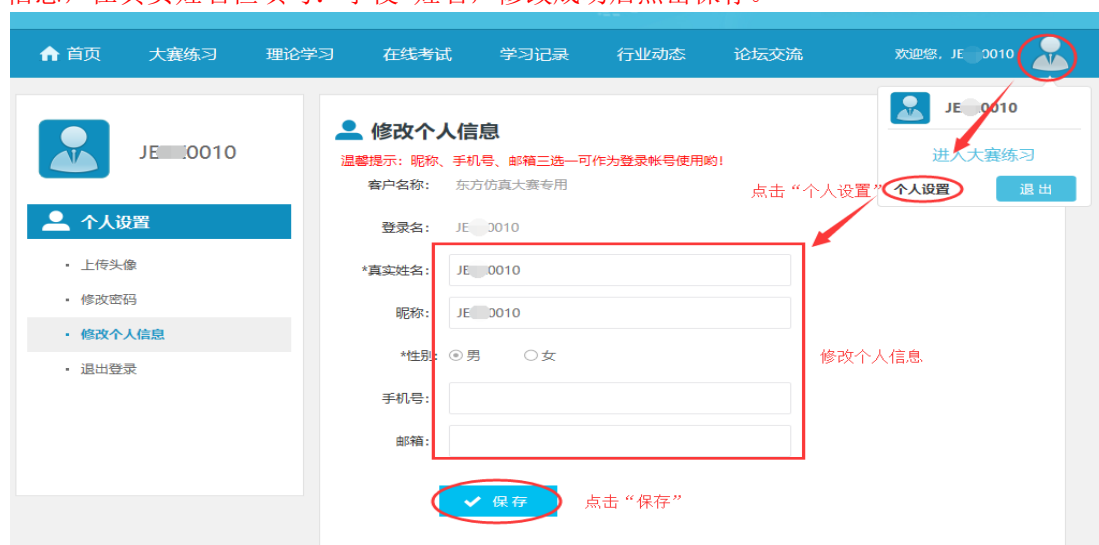 首页 大赛练习 理论学习 在线考试 学习记录 行业动态 论坛交流 欢迎您, JE 0010
JE 0010
进入大赛练习
个人设置 退出
点击“个人设置”
JE 0010
个人设置
· 上传头像
· 修改密码
· 修改个人信息
· 退出登录
修改个人信息
温馨提示：昵称、手机号、邮箱三选一可作为登录帐号使用哟!
客户名称： 东方仿真大赛专用
登录名： JE 0010
*真实姓名： JE 0010
昵称： JE 0010
*性别: 男 女
手机号：
邮箱：
修改个人信息
保存
点击“保存”